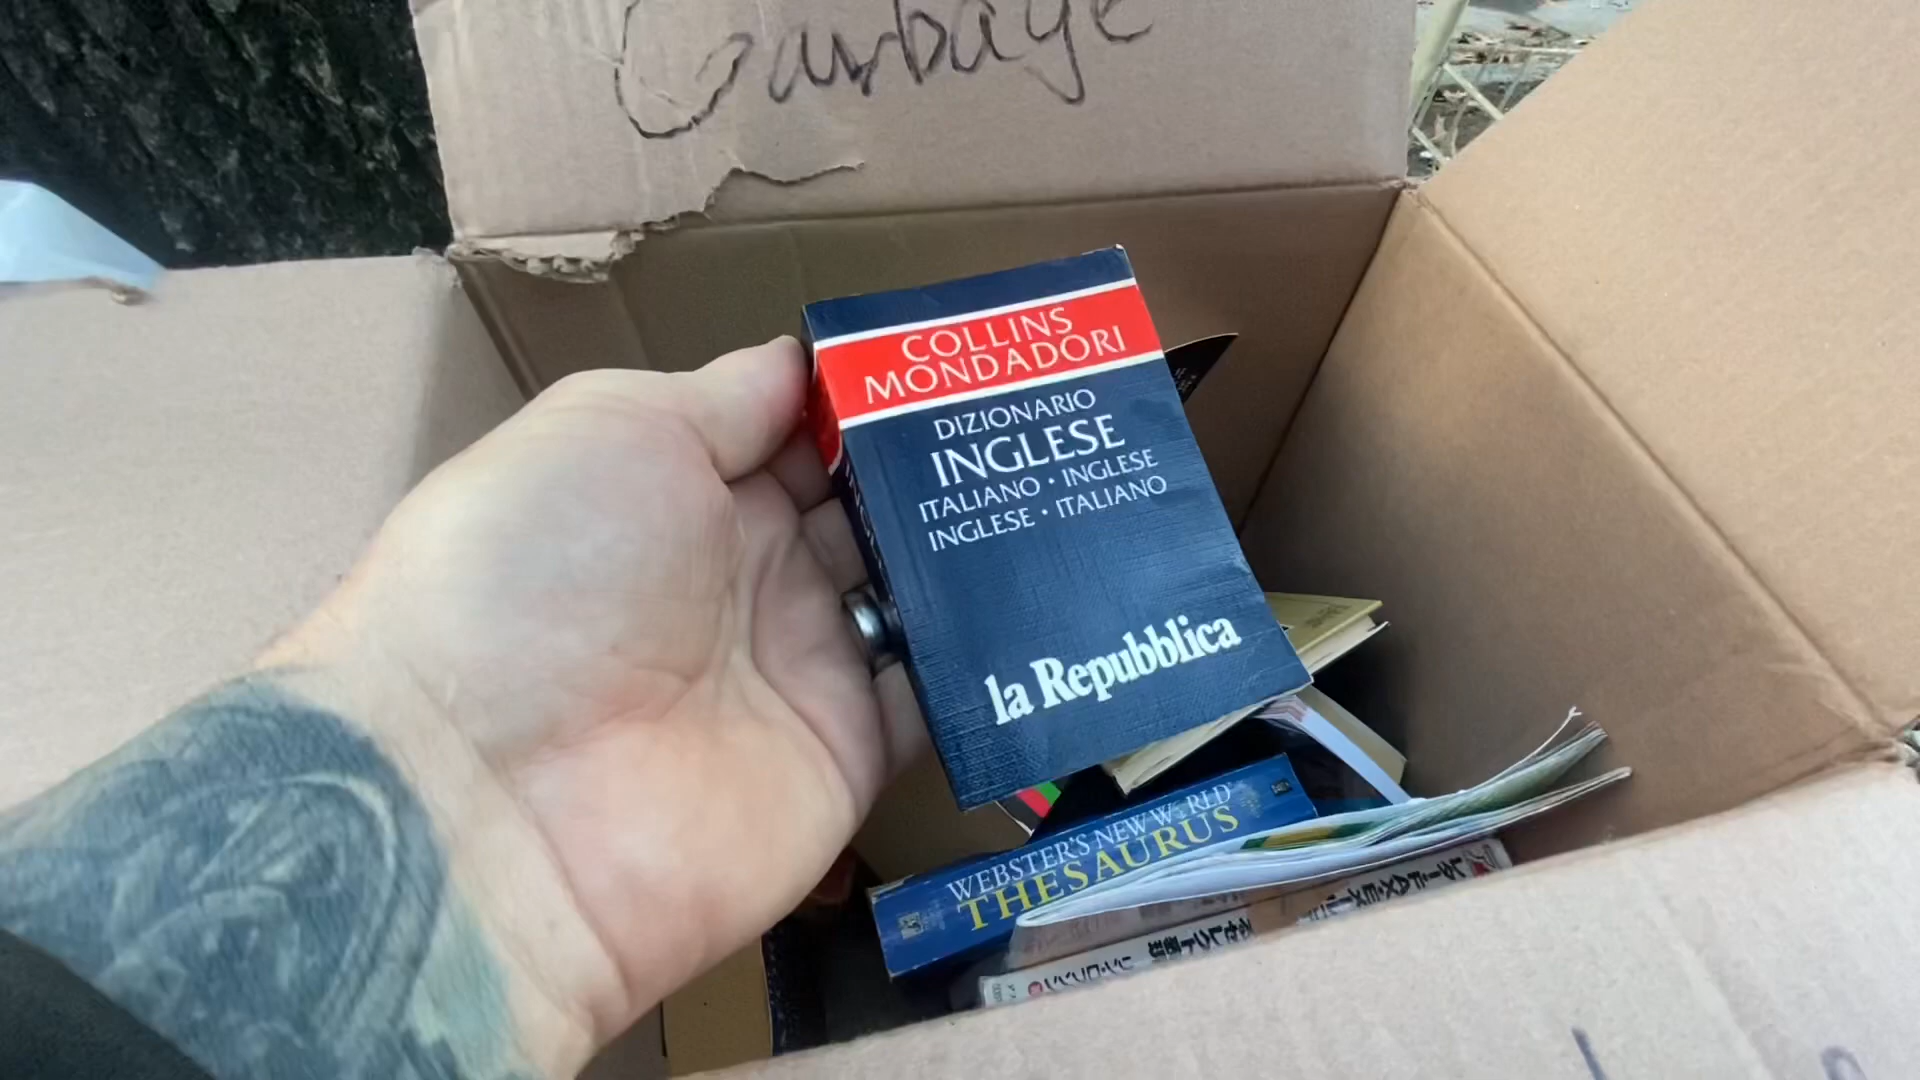 Garbage
COLLINS
MONDADORI
DIZIONARIO
INGLESE
ITALIANO • INGLESE
INGLESE • ITALIANO
la Repubblica
WEBSTER'S NEW WORLD
THESAURUS